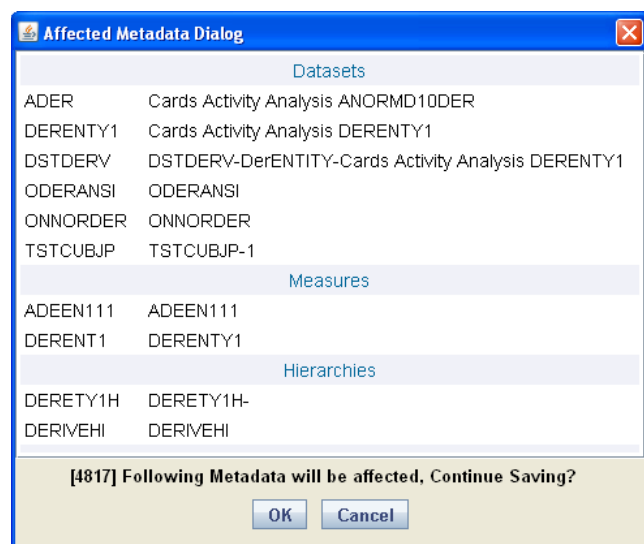 Affected Metadata Dialog
Datasets
ADER Cards Activity Analysis ANORMD10DER
DERENTY1 Cards Activity Analysis DERENTY1
DSTDERV DSTDERV-DerENTITY-Cards Activity Analysis DERENTY1
ODERANSI ODERANSI
ONNORDER ONNORDER
TSTCUBJP TSTCUBJP-1
Measures
ADEEN111 ADEEN111
DERENT1 DERENTY1
Hierarchies
DERETY1H DERETY1H-
DERIVEHI DERIVEHI
[4817] Following Metadata will be affected, Continue Saving?
OK Cancel